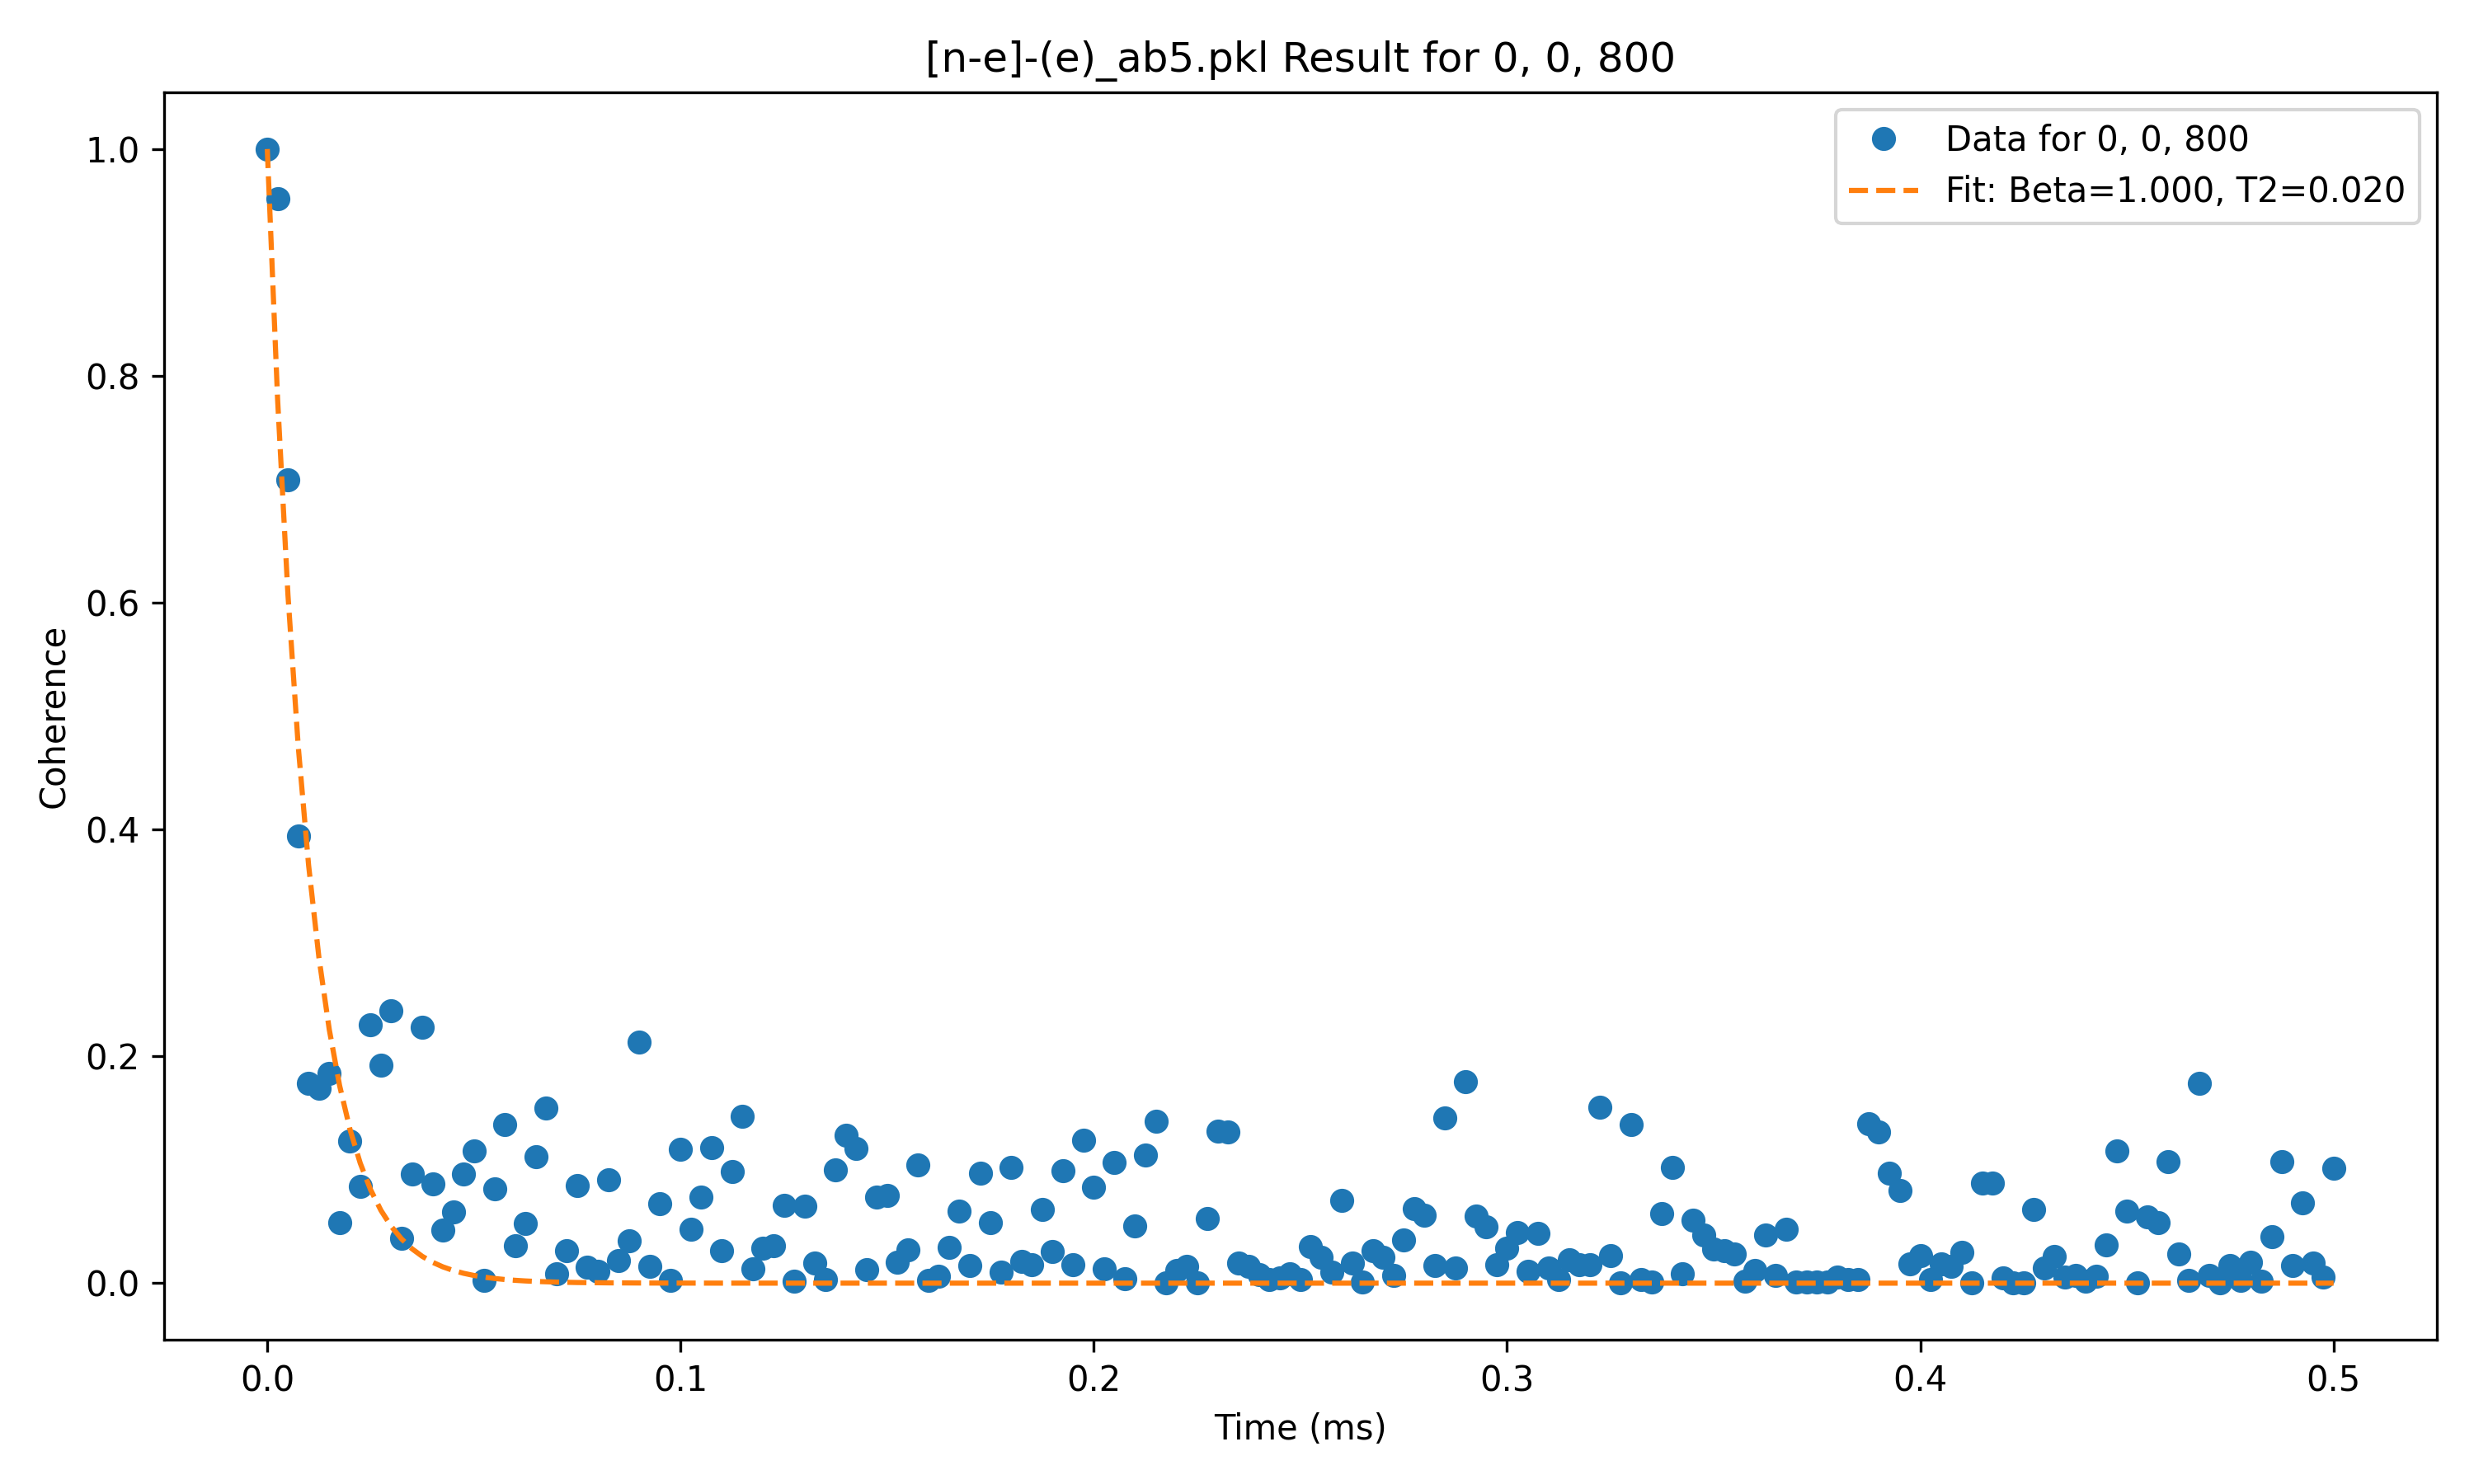 [n-e]-(e)_ab5.pkl Result for 0, 0, 800
Data for 0, 0, 800
Fit: Beta=1.000, T2=0.020
Coherence
1.0
0.8
0.6
0.4
0.2
0.0
0.0
0.1
0.2
0.3
0.4
0.5
Time (ms)